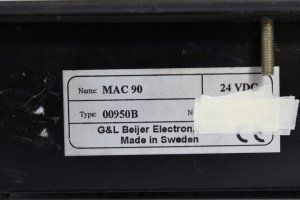 Name: MAC 90 24 VDC
Type: 00950B
G&L Beijer Electron
Made in Sweden CE